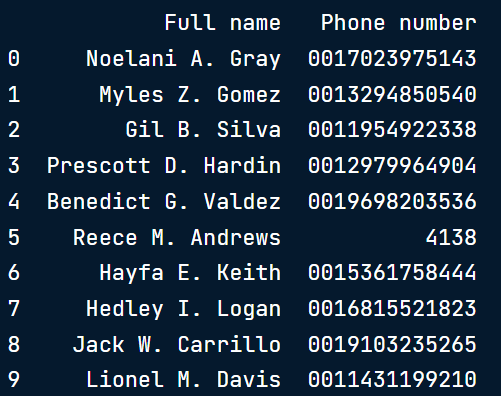 Full name Phone number
0 Noelani A. Gray 0017023975143
1 Myles Z. Gomez 0013294850540
2 Gil B. Silva 0011954922338
3 Prescott D. Hardin 0012979964904
4 Benedict G. Valdez 0019698203536
5 Reece M. Andrews 4138
6 Hayfa E. Keith 0015361758444
7 Hedley I. Logan 0016815521823
8 Jack W. Carrillo 0019103235265
9 Lionel M. Davis 0011431199210